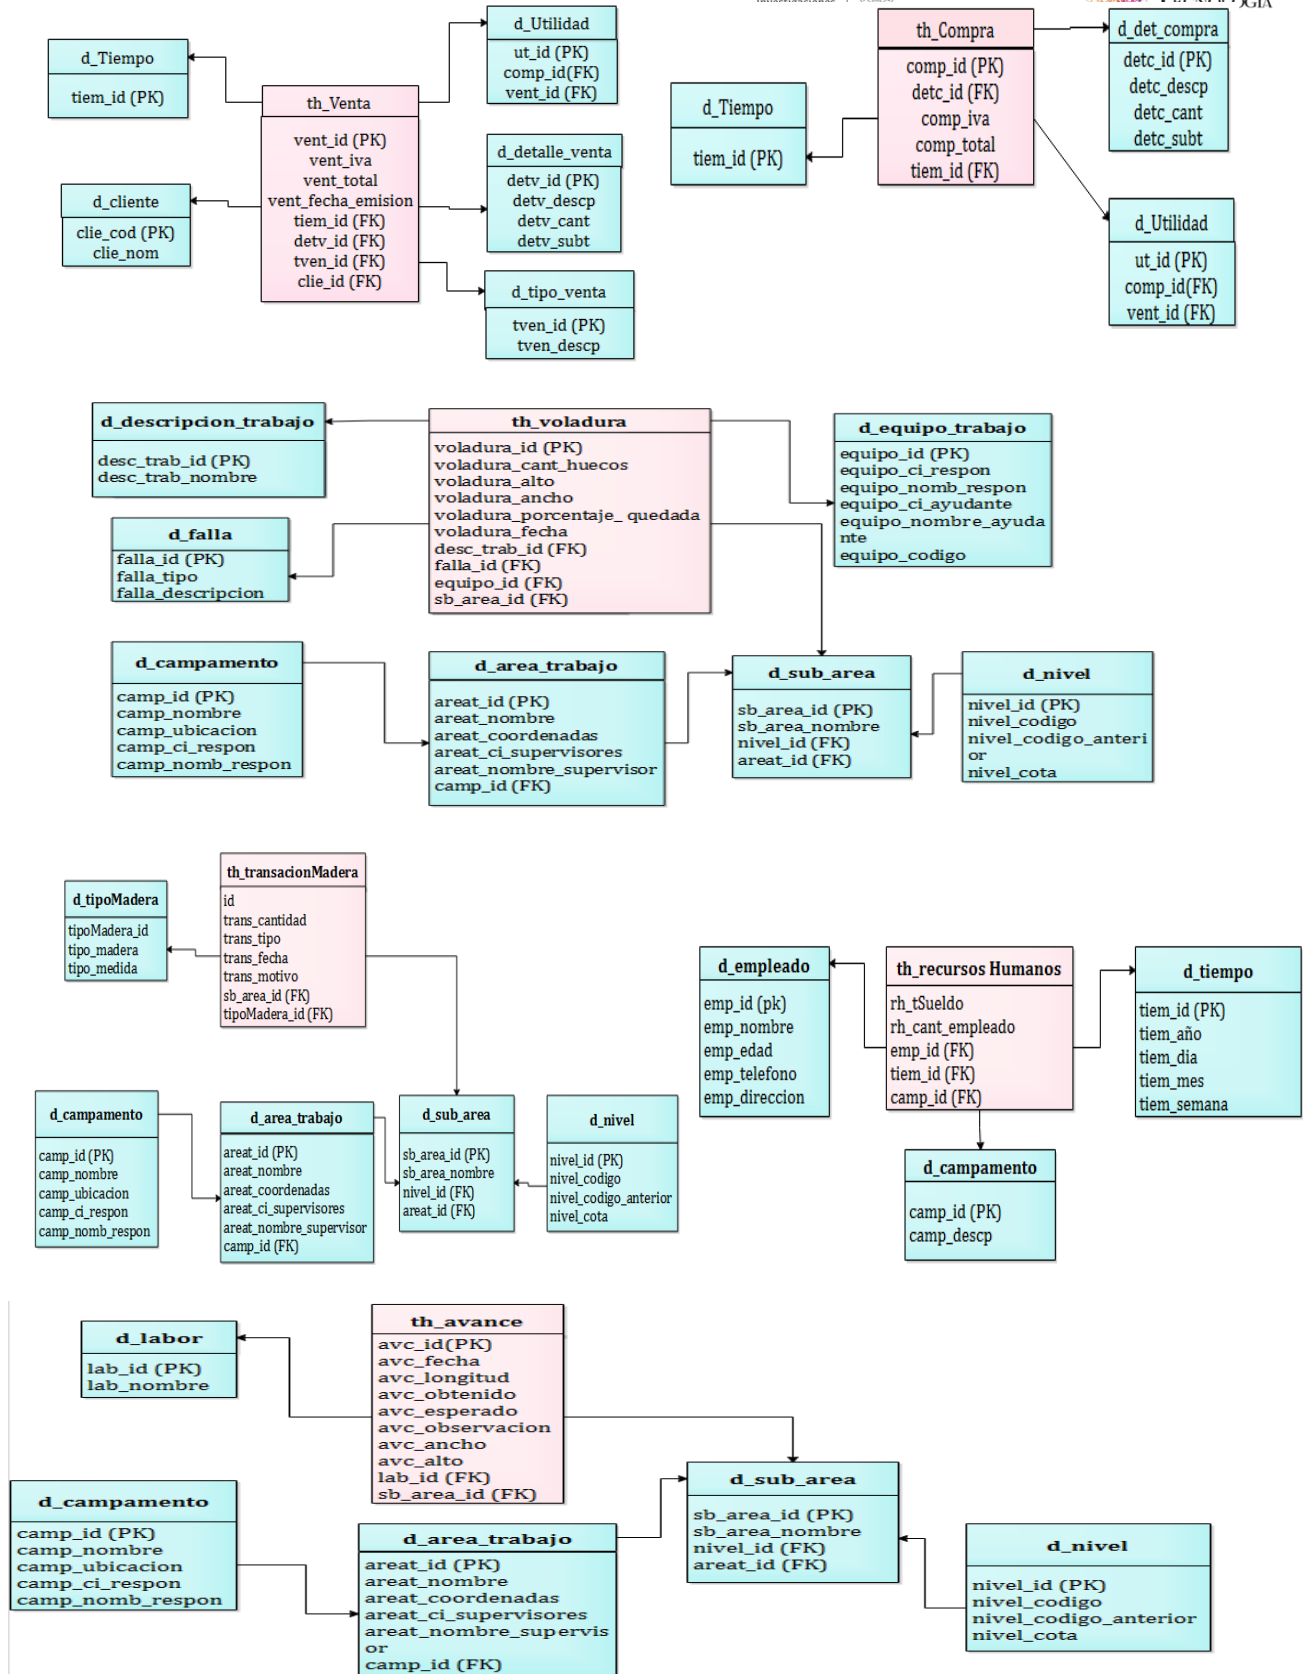 d_Utilidad
ut_id (PK)
comp_id(FK)
vent_id (FK)
d_Tiempo
tiem_id (PK)
th_Venta
vent_id (PK)
vent_iva
vent_total
vent_fecha_emision
tiem_id (FK)
detv_id (FK)
tven_id (FK)
clie_id (FK)
d_detalle_venta
detv_id (PK)
detv_descp
detv_cant
detv_subt
d_cliente
clie_cod (PK)
clie_nom
d_tipo_venta
tven_id (PK)
tven_descp
th_Compra
comp_id (PK)
detc_id (FK)
comp_iva
comp_total
tiem_id (FK)
d_det_compra
detc_id (PK)
detc_descp
detc_cant
detc_subt
d_Tiempo
tiem_id (PK)
d_Utilidad
ut_id (PK)
comp_id(FK)
vent_id (FK)
d_descripcion_trabajo
desc_trab_id (PK)
desc_trab_nombre
th_voladura
voladura_id (PK)
voladura_cant_huecos
voladura_alto
voladura_ancho
voladura_porcentaje_ quedada
voladura_fecha
desc_trab_id (FK)
falla_id (FK)
equipo_id (FK)
sb_area_id (FK)
d_equipo_trabajo
equipo_id (PK)
equipo_ci_respon
equipo_nomb_respon
equipo_ci_ayudante
equipo_nombre_ayuda
nte
equipo_codigo
d_falla
falla_id (PK)
falla_tipo
falla_descripcion
d_campamento
camp_id (PK)
camp_nombre
camp_ubicacion
camp_ci_respon
camp_nomb_respon
d_area_trabajo
areat_id (PK)
areat_nombre
areat_coordenadas
areat_ci_supervisores
areat_nombre_supervisor
camp_id (FK)
d_sub_area
sb_area_id (PK)
sb_area_nombre
nivel_id (FK)
areat_id (FK)
d_nivel
nivel_id (PK)
nivel_codigo
nivel_codigo_anteri
or
nivel_cota
d_tipoMadera
tipoMadera_id
tipo_madera
tipo_medida
th_transacionMadera
id
trans_cantidad
trans_tipo
trans_fecha
trans_motivo
sb_area_id (FK)
tipoMadera_id (FK)
d_campamento
camp_id (PK)
camp_nombre
camp_ubicacion
camp_ci_respon
camp_nomb_respon
d_area_trabajo
areat_id (PK)
areat_nombre
areat_coordenadas
areat_ci_supervisores
areat_nombre_supervisor
camp_id (FK)
d_sub_area
sb_area_id (PK)
sb_area_nombre
nivel_id (FK)
areat_id (FK)
d_nivel
nivel_id (PK)
nivel_codigo
nivel_codigo_anterior
nivel_cota
d_empleado
emp_id (pk)
emp_nombre
emp_edad
emp_telefono
emp_direccion
th_recursos Humanos
rh_tSueldo
rh_cant_empleado
emp_id (FK)
tiem_id (FK)
camp_id (FK)
d_tiempo
tiem_id (PK)
tiem_año
tiem_dia
tiem_mes
tiem_semana
d_campamento
camp_id (PK)
camp_descp
d_labor
lab_id (PK)
lab_nombre
th_avance
avc_id(PK)
avc_fecha
avc_longitud
avc_obtenido
avc_esperado
avc_observacion
avc_ancho
avc_alto
lab_id (FK)
sb_area_id (FK)
d_campamento
camp_id (PK)
camp_nombre
camp_ubicacion
camp_ci_respon
camp_nomb_respon
d_area_trabajo
areat_id (PK)
areat_nombre
areat_coordenadas
areat_ci_supervisores
areat_nombre_supervis
or
camp_id (FK)
d_sub_area
sb_area_id (PK)
sb_area_nombre
nivel_id (FK)
areat_id (FK)
d_nivel
nivel_id (PK)
nivel_codigo
nivel_codigo_anterior
nivel_cota